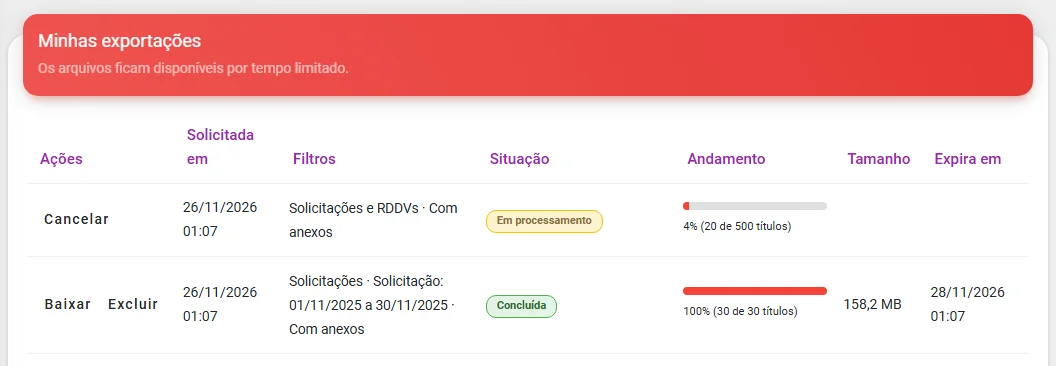 Minhas exportações
Os arquivos ficam disponíveis por tempo limitado.
Ações
Solicitada
em
Filtros
Situação
Andamento
Tamanho
Expira em
Cancelar
26/11/2026
01:07
Solicitações e RDDVs · Com
anexos
Em processamento
4% (20 de 500 títulos)
Baixar Excluir
26/11/2026
01:07
Solicitações · Solicitação:
01/11/2025 a 30/11/2025 ·
Com anexos
Concluída
100% (30 de 30 títulos)
158,2 MB
28/11/2026
01:07